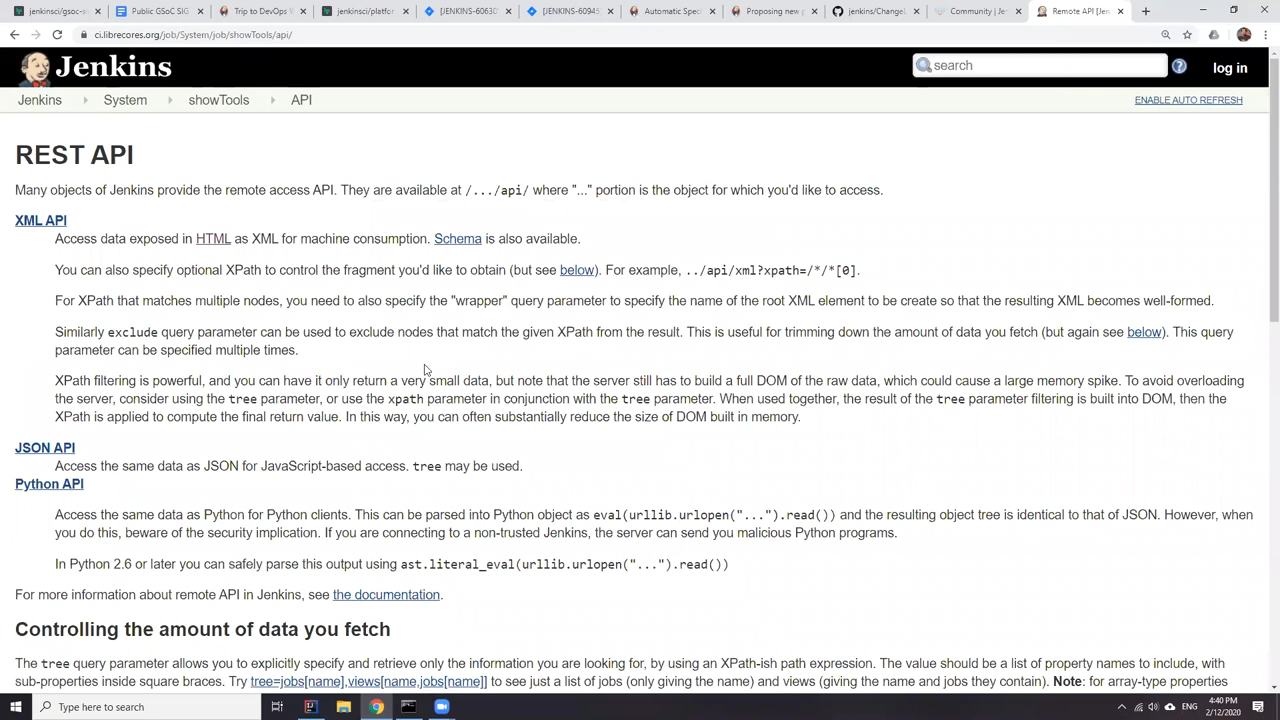 jenkinsci/gsoc-s
Public GSoC SIG
Trip to DevOps W
jenkinsci/platfor
[JENKINS-60630
[JENKINS-60945
Automatic Speci
Proposing new g
jenkins/Changel
Community | Je
Remote API [Jen
ci.librecores.org/job/System/job/showTools/api/
Jenkins
search
log in
Jenkins
System
showTools
API
ENABLE AUTO REFRESH
REST API
Many objects of Jenkins provide the remote access API. They are available at /.../api/ where "..." portion is the object for which you'd like to access.
XML API
Access data exposed in HTML as XML for machine consumption. Schema is also available.
You can also specify optional XPath to control the fragment you'd like to obtain (but see below). For example, ../api/xml?xpath=/*/*[0].
For XPath that matches multiple nodes, you need to also specify the "wrapper" query parameter to specify the name of the root XML element to be create so that the resulting XML becomes well-formed.
Similarly exclude query parameter can be used to exclude nodes that match the given XPath from the result. This is useful for trimming down the amount of data you fetch (but again see below). This query
parameter can be specified multiple times.
XPath filtering is powerful, and you can have it only return a very small data, but note that the server still has to build a full DOM of the raw data, which could cause a large memory spike. To avoid overloading
the server, consider using the tree parameter, or use the xpath parameter in conjunction with the tree parameter. When used together, the result of the tree parameter filtering is built into DOM, then the
XPath is applied to compute the final return value. In this way, you can often substantially reduce the size of DOM built in memory.
JSON API
Access the same data as JSON for JavaScript-based access. tree may be used.
Python API
Access the same data as Python for Python clients. This can be parsed into Python object as eval(urllib.urlopen("...").read()) and the resulting object tree is identical to that of JSON. However, when
you do this, beware of the security implication. If you are connecting to a non-trusted Jenkins, the server can send you malicious Python programs.
In Python 2.6 or later you can safely parse this output using ast.literal_eval(urllib.urlopen("...").read())
For more information about remote API in Jenkins, see the documentation.
Controlling the amount of data you fetch
The tree query parameter allows you to explicitly specify and retrieve only the information you are looking for, by using an XPath-ish path expression. The value should be a list of property names to include, with
sub-properties inside square braces. Try tree=jobs[name],views[name,jobs[name]] to see just a list of jobs (only giving the name) and views (giving the name and jobs they contain). Note: for array-type properties
Type here to search
ENG
4:40 PM
2/12/2020